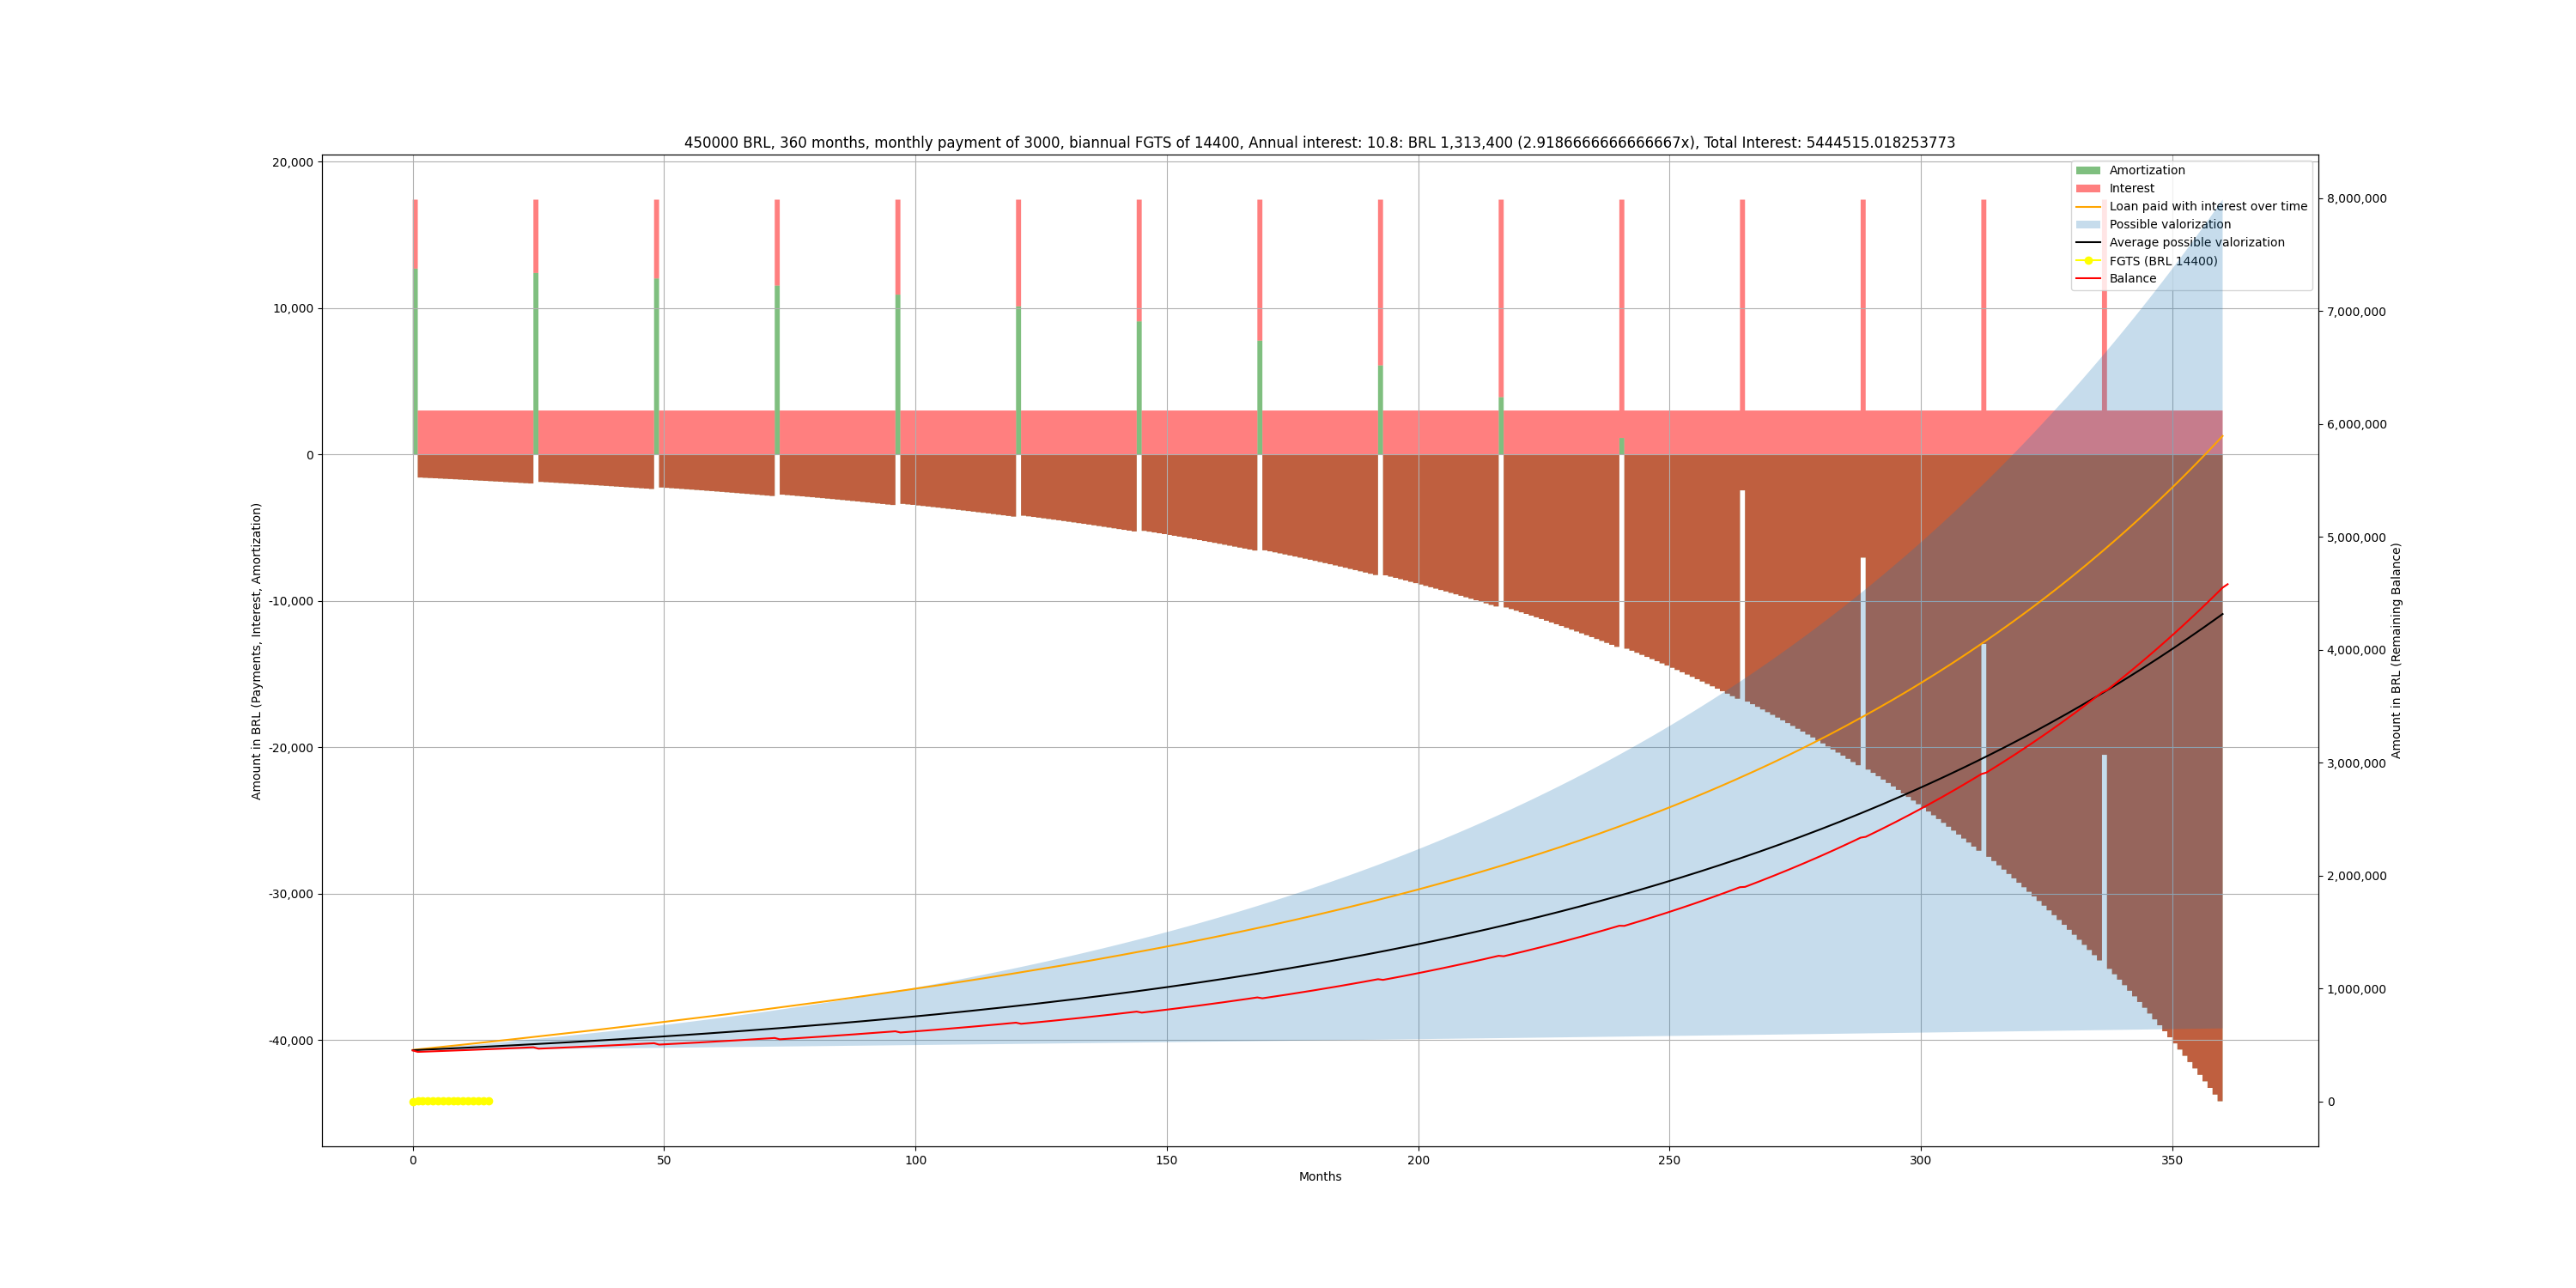 450000 BRL, 360 months, monthly payment of 3000, biannual FGTS of 14400, Annual interest: 10.8: BRL 1,313,400 (2.9186666666666667x), Total Interest: 5444515.018253773
20,000
10,000
0
-10,000
-20,000
-30,000
-40,000
Amount in BRL (Payments, Interest, Amortization)
Amortization
Interest
Loan paid with interest over time
Possible valorization
Average possible valorization
FGTS (BRL 14400)
Balance
8,000,000
7,000,000
6,000,000
5,000,000
4,000,000
3,000,000
2,000,000
1,000,000
0
Amount in BRL (Remaining Balance)
0 50 100 150 200 250 300 350
Months